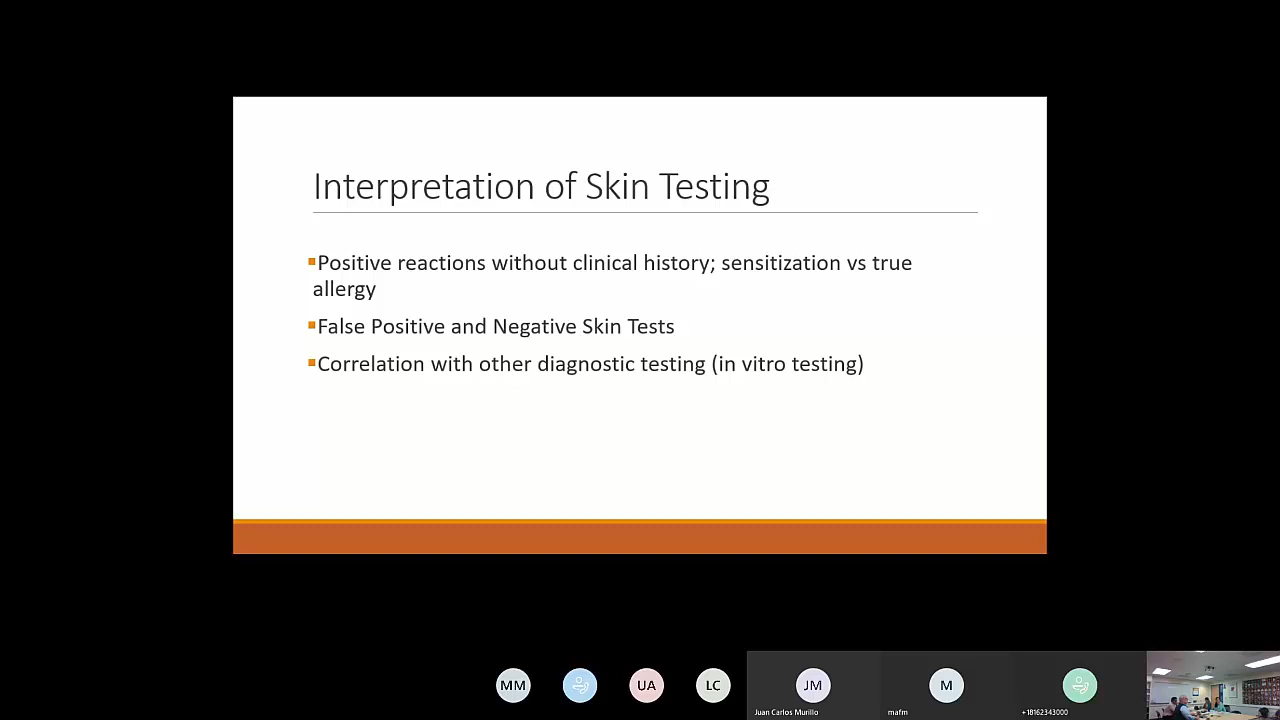 Interpretation of Skin Testing
Positive reactions without clinical history; sensitization vs true
allergy
False Positive and Negative Skin Tests
Correlation with other diagnostic testing (in vitro testing)
MM
UA
LC
JM
M
Juan Carlos Murillo
mafm
+18162343000